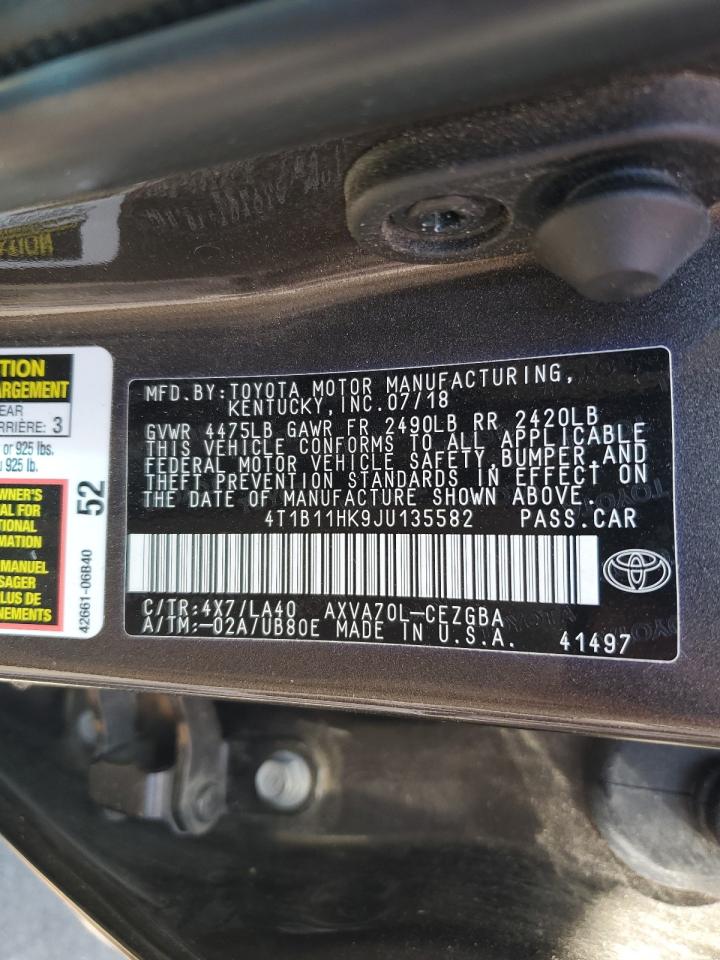 TION
ARGEMENT
EAR
RRIÈRE: 3
or 925 lbs.
925 lb.
WNER'S
AL FOR
TIONAL
MATION
MANUEL
SAGER
LUS DE
NEMENTS
52
42661-06B40
MFD.BY:TOYOTA MOTOR MANUFACTURING,
KENTUCKY,INC.07/18
GVWR 4475LB GAWR FR 2490LB RR 2420LB
THIS VEHICLE CONFORMS TO ALL APPLICABLE
FEDERAL MOTOR VEHICLE SAFETY,BUMPER,AND
THEFT PREVENTION STANDARDS IN EFFECT ON
THE DATE OF MANUFACTURE SHOWN ABOVE.
4T1B11HK9JU135582 PASS.CAR
C/TR:4X7/LA40 AXVA70L-CEZGBA
A/TM:-02A/UB80E MADE IN U.S.A. 41497